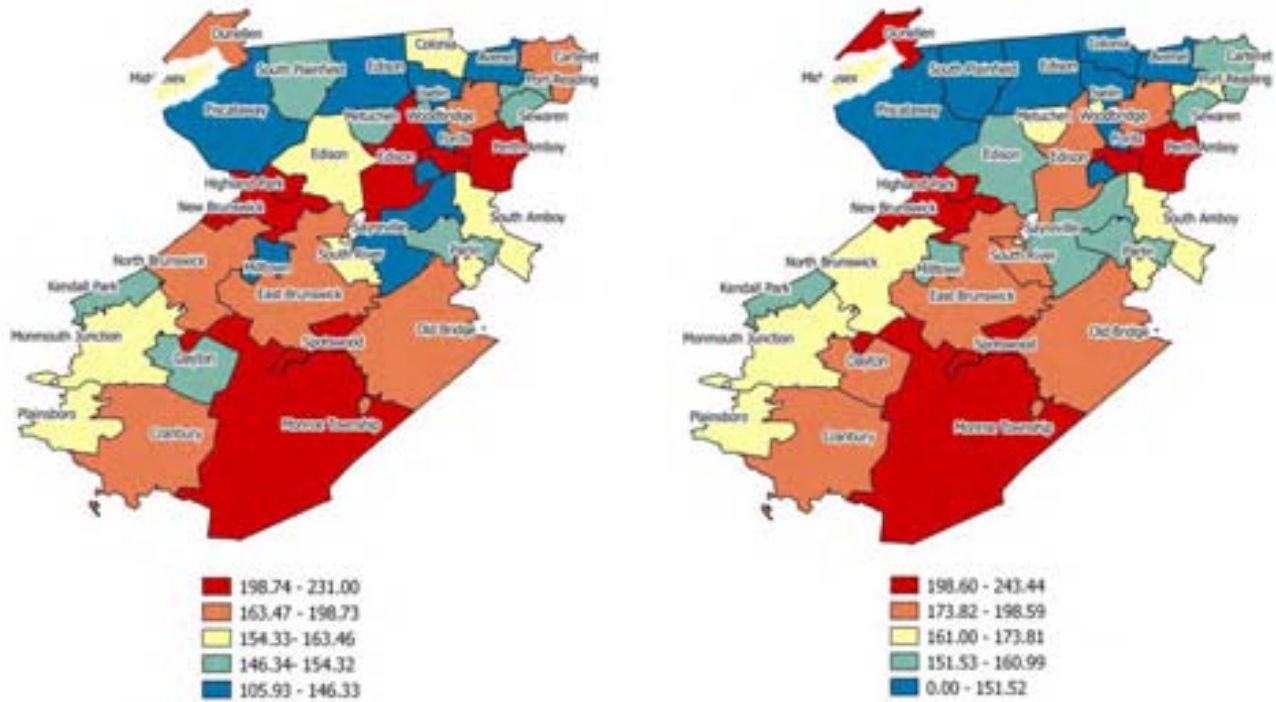 Dunellen
Colonia
Avenel
Carteret
South Plainfield
Edison
Port Reading
Iselin
Piscataway
Metuchen
Woodbridge
Sewaren
Fords
Edison
Edison
Perth Amboy
Highland Park
New Brunswick
South Amboy
Sayreville
Parlin
South River
North Brunswick
Milltown
Kendall Park
East Brunswick
Old Bridge
Monmouth Junction
Spotswood
Dayton
Plainsboro
Cranbury
Monroe Township
198.74 - 231.00
163.47 - 198.73
154.33- 163.46
146.34- 154.32
105.93 - 146.33
Dunellen
Colonia
Avenel
Carteret
South Plainfield
Edison
Port Reading
Iselin
Piscataway
Metuchen
Woodbridge
Sewaren
Fords
Edison
Edison
Perth Amboy
Highland Park
New Brunswick
South Amboy
Sayreville
Parlin
South River
North Brunswick
Milltown
Kendall Park
East Brunswick
Old Bridge
Monmouth Junction
Spotswood
Dayton
Plainsboro
Cranbury
Monroe Township
198.60 - 243.44
173.82 - 198.59
161.00 - 173.81
151.53 - 160.99
0.00 - 151.52